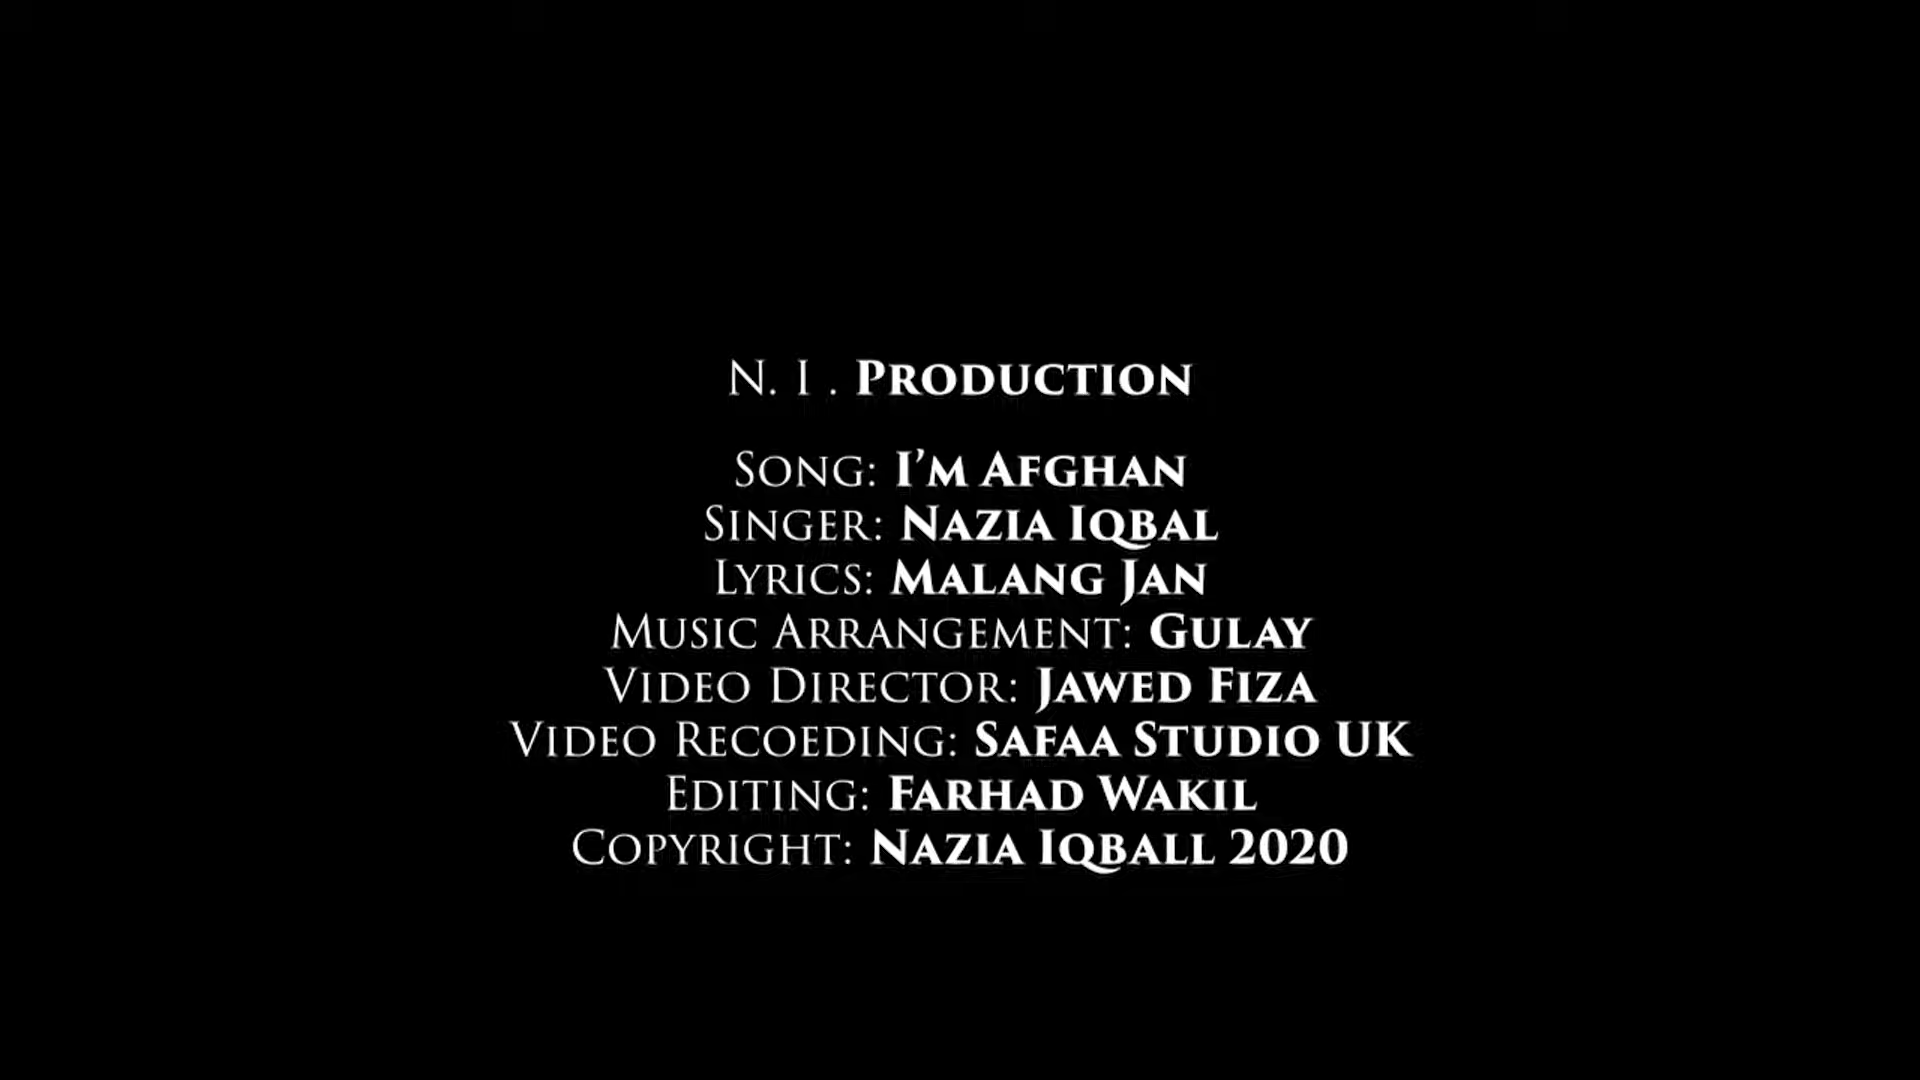 N. I . Production
Song: I’m Afghan
Singer: Nazia Iqbal
Lyrics: Malang Jan
Music Arrangement: Gulay
Video Director: Jawed Fiza
Video Recoeding: Safaa Studio UK
Editing: Farhad Wakil
Copyright: Nazia Iqball 2020